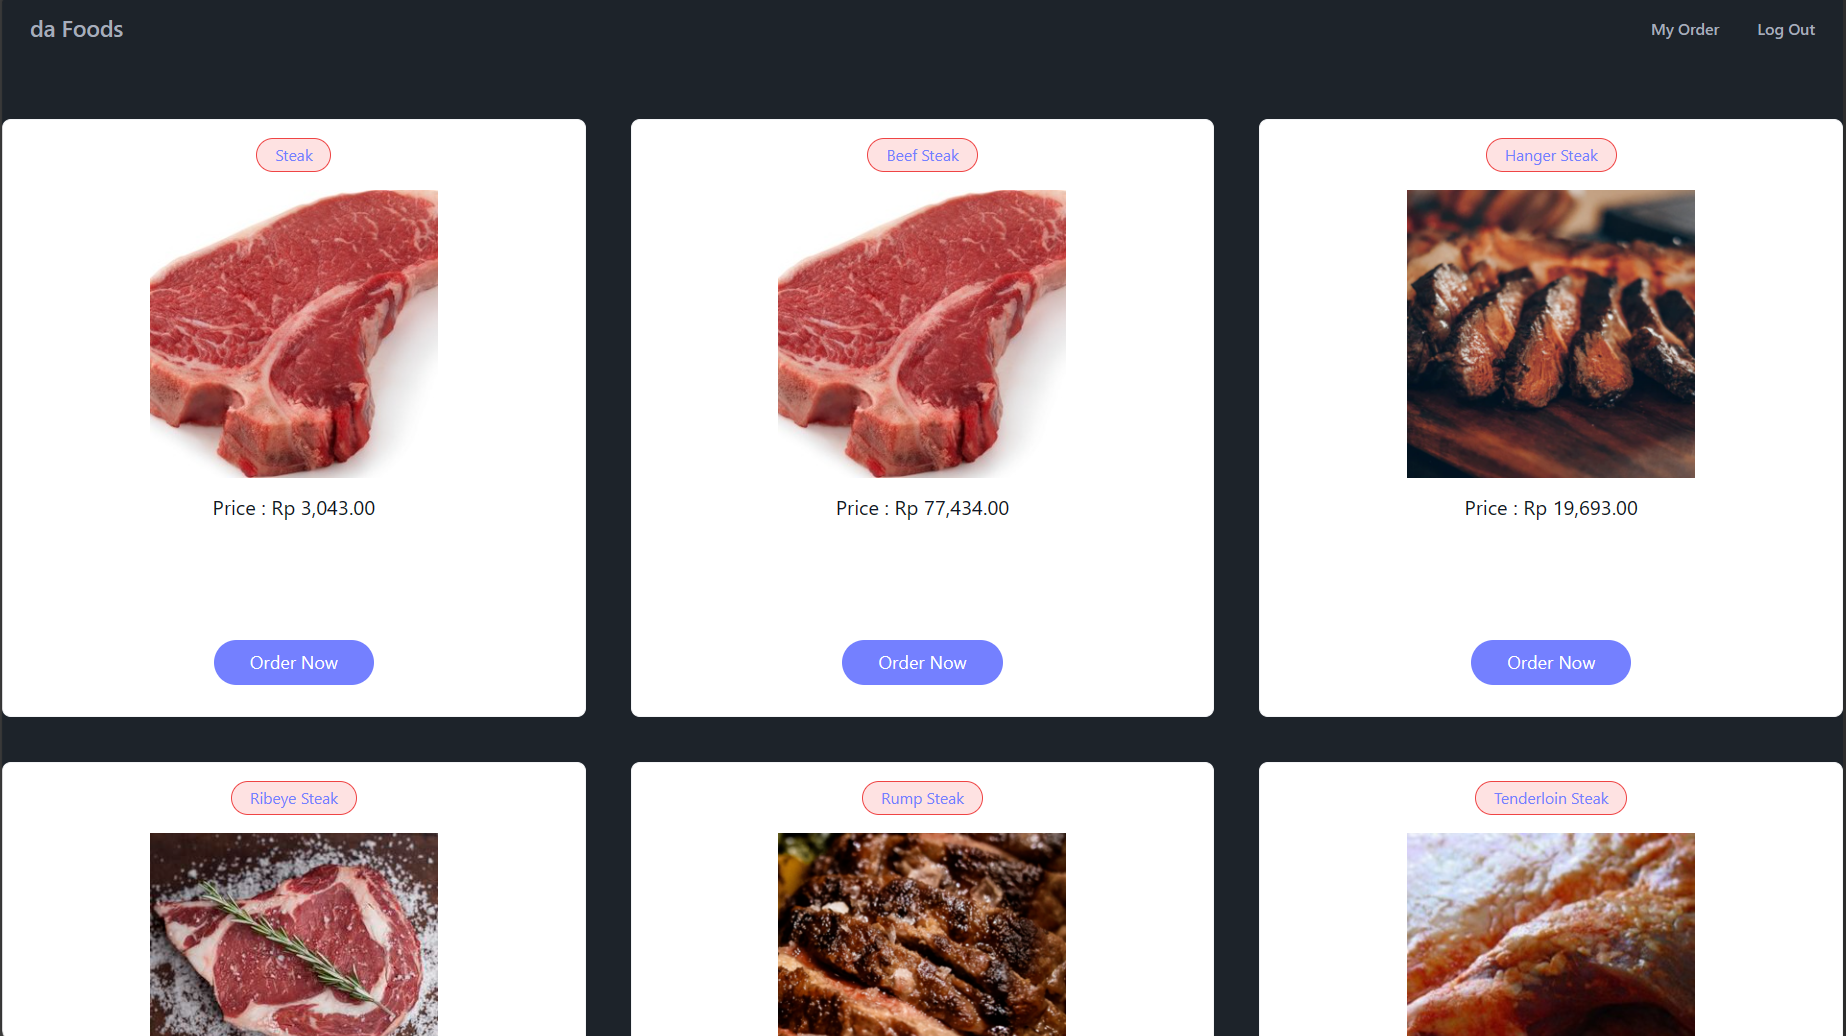 da Foods
My Order
Log Out
Steak
Beef Steak
Hanger Steak
Price : Rp 3,043.00
Price : Rp 77,434.00
Price : Rp 19,693.00
Order Now
Order Now
Order Now
Ribeye Steak
Rump Steak
Tenderloin Steak